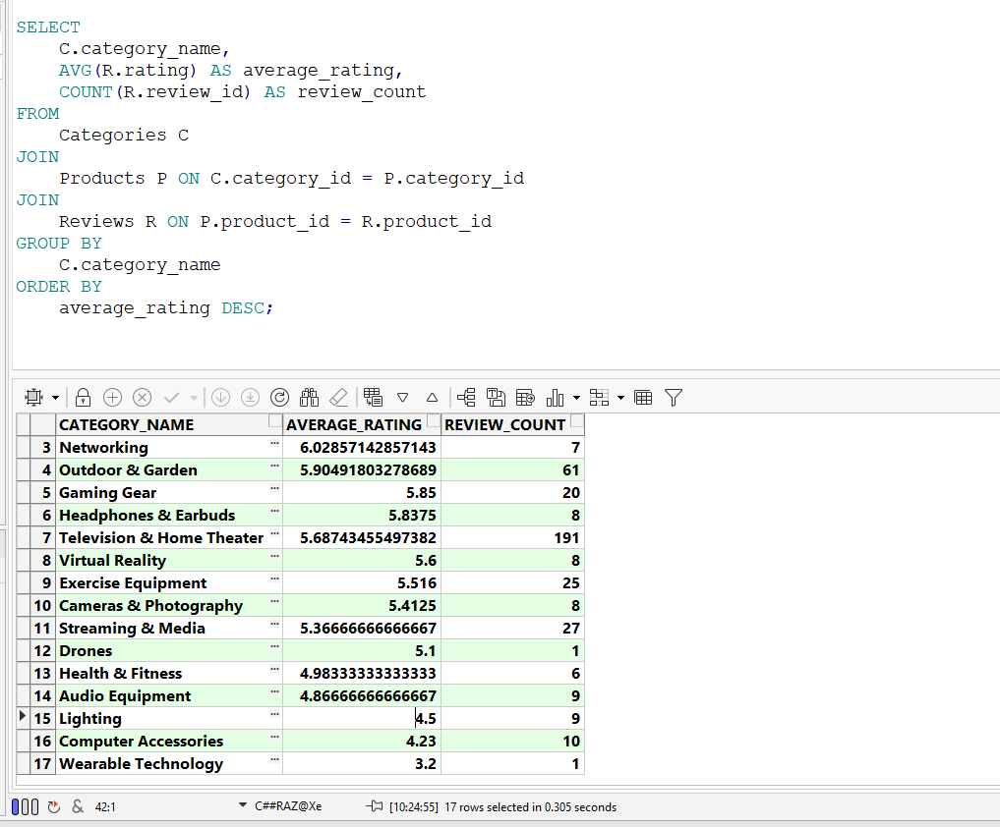 SELECT
    C.category_name,
    AVG(R.rating) AS average_rating,
    COUNT(R.review_id) AS review_count
FROM
    Categories C
JOIN
    Products P ON C.category_id = P.category_id
JOIN
    Reviews R ON P.product_id = R.product_id
GROUP BY
    C.category_name
ORDER BY
    average_rating DESC;
CATEGORY_NAME AVERAGE_RATING REVIEW_COUNT
3 Networking ... 6.02857142857143 7
4 Outdoor & Garden ... 5.90491803278689 61
5 Gaming Gear ... 5.85 20
6 Headphones & Earbuds ... 5.8375 8
7 Television & Home Theater ... 5.68743455497382 191
8 Virtual Reality ... 5.6 8
9 Exercise Equipment ... 5.516 25
10 Cameras & Photography ... 5.4125 8
11 Streaming & Media ... 5.36666666666667 27
12 Drones ... 5.1 1
13 Health & Fitness ... 4.98333333333333 6
14 Audio Equipment ... 4.86666666666667 9
15 Lighting ... 4.5 9
16 Computer Accessories ... 4.23 10
17 Wearable Technology ... 3.2 1
& 42:1 C##RAZ@Xe [10:24:55] 17 rows selected in 0.305 seconds